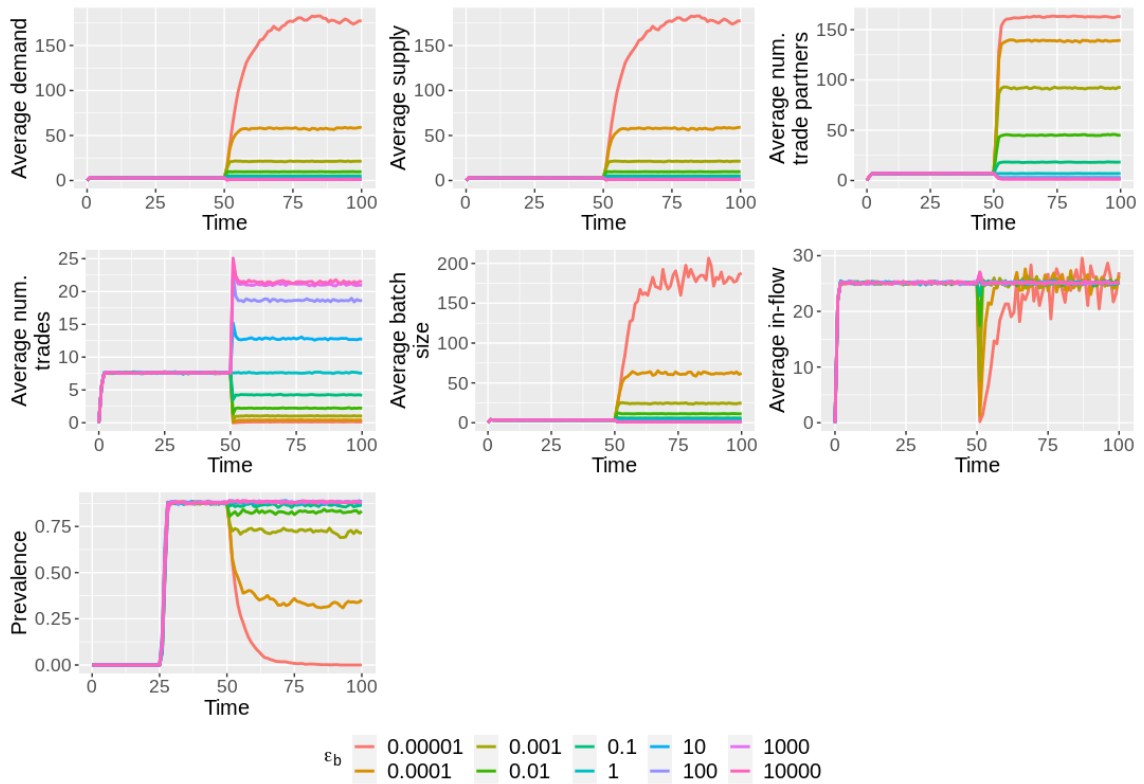 Average demand
150
100
50
0
0 25 50 75 100
Time
Average supply
150
100
50
0
0 25 50 75 100
Time
Average num.
trade partners
150
100
50
0
0 25 50 75 100
Time
Average num.
trades
25
20
15
10
5
0
0 25 50 75 100
Time
Average batch
size
200
150
100
50
0
0 25 50 75 100
Time
Average in-flow
30
20
10
0
0 25 50 75 100
Time
Prevalence
0.75
0.50
0.25
0.00
0 25 50 75 100
Time
εb
0.00001 0.001 0.1 10 1000
0.0001 0.01 1 100 10000